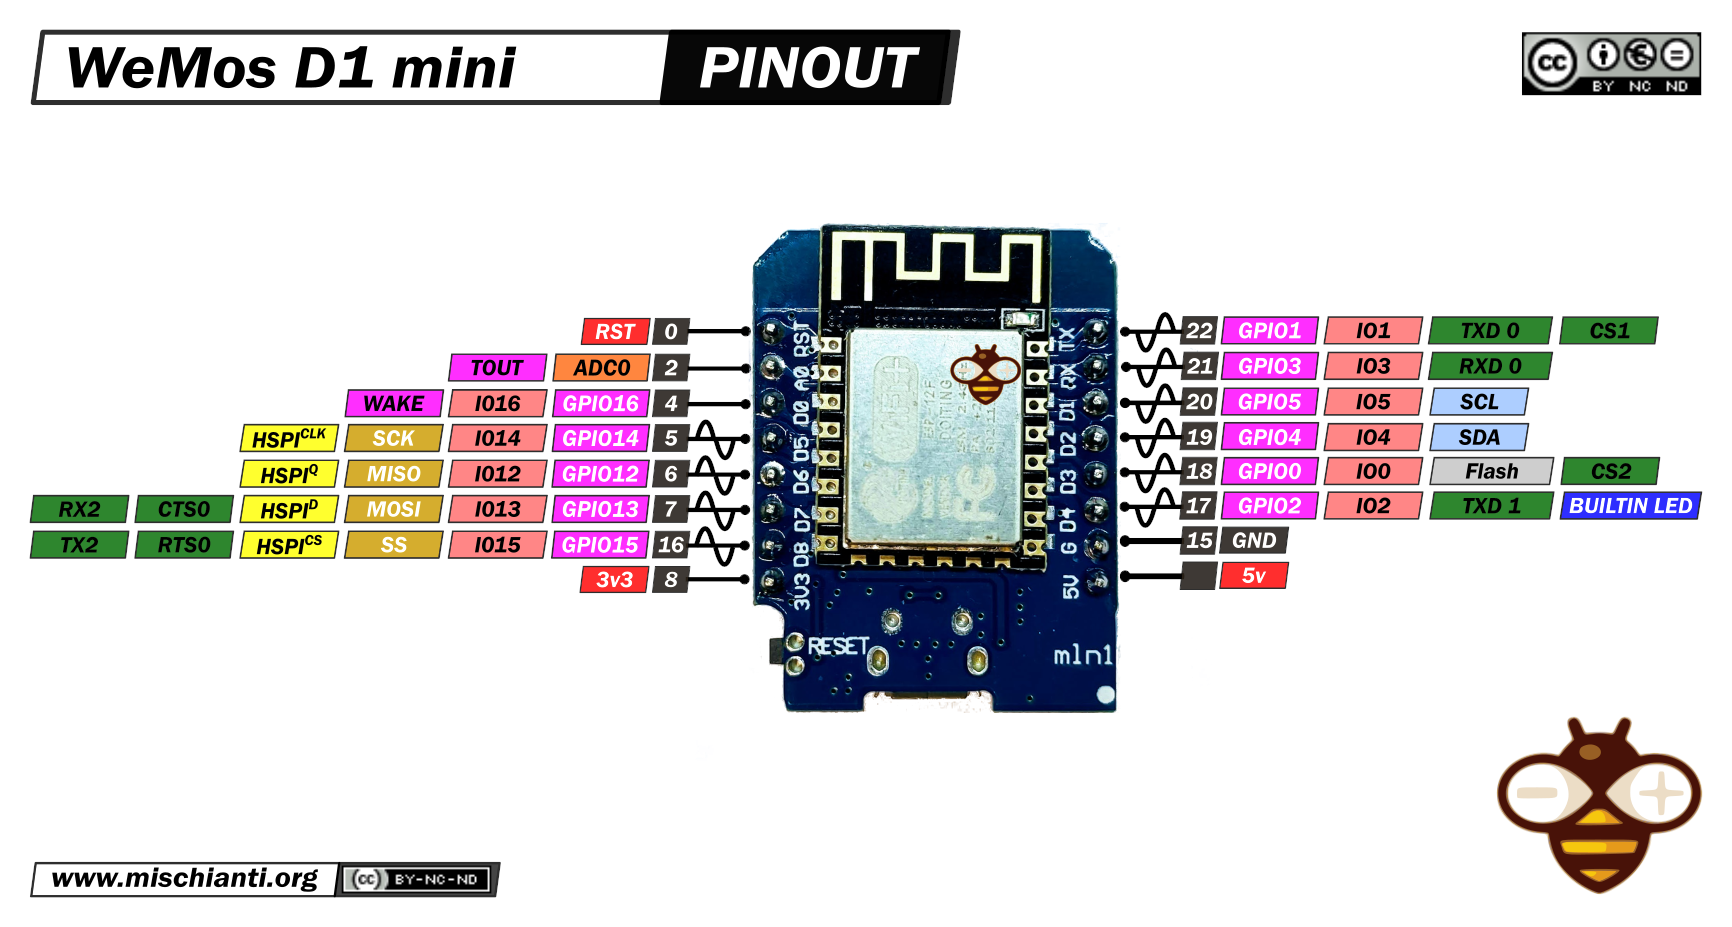 WeMos D1 mini PINOUT
cc BY NC ND
RST 0
TOUT ADC0 2
WAKE IO16 GPIO16 4
HSPICLK SCK IO14 GPIO14 5
HSPIQ MISO IO12 GPIO12 6
RX2 CTS0 HSPID MOSI IO13 GPIO13 7
TX2 RTS0 HSPICS SS IO15 GPIO15 16
3v3 8
RST
A0
D0
D5
D6
D7
D8
3V3
TX
RX
D1
D2
D3
D4
G
5V
RESET
mini
22 GPIO1 IO1 TXD 0 CS1
21 GPIO3 IO3 RXD 0
20 GPIO5 IO5 SCL
19 GPIO4 IO4 SDA
18 GPIO0 IO0 Flash CS2
17 GPIO2 IO2 TXD 1 BUILTIN LED
15 GND
5v
www.mischianti.org cc BY-NC-ND